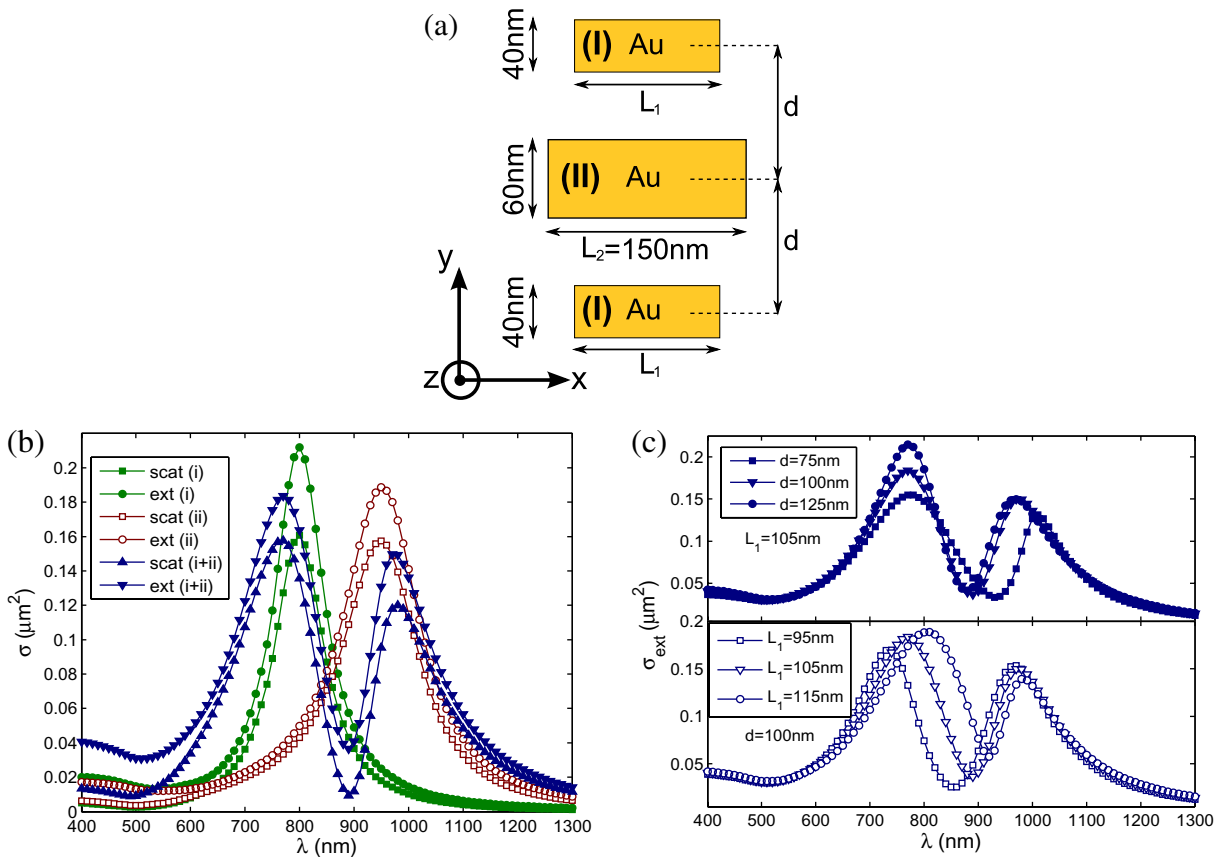 (a)
40nm
(I) Au
L₁
d
60nm
(II) Au
L₂=150nm
d
y
40nm
(I) Au
L₁
z
x
(b)
σ (μm²)
0.2
0.18
0.16
0.14
0.12
0.1
0.08
0.06
0.04
0.02
0
scat (i)
ext (i)
scat (ii)
ext (ii)
scat (i+ii)
ext (i+ii)
400 500 600 700 800 900 1000 1100 1200 1300
λ (nm)
(c)
σext (μm²)
0.2
0.15
0.1
0.05
d=75nm
d=100nm
d=125nm
L₁=105nm
0.2
0.15
0.1
0.05
L₁=95nm
L₁=105nm
L₁=115nm
d=100nm
400 500 600 700 800 900 1000 1100 1200 1300
λ (nm)